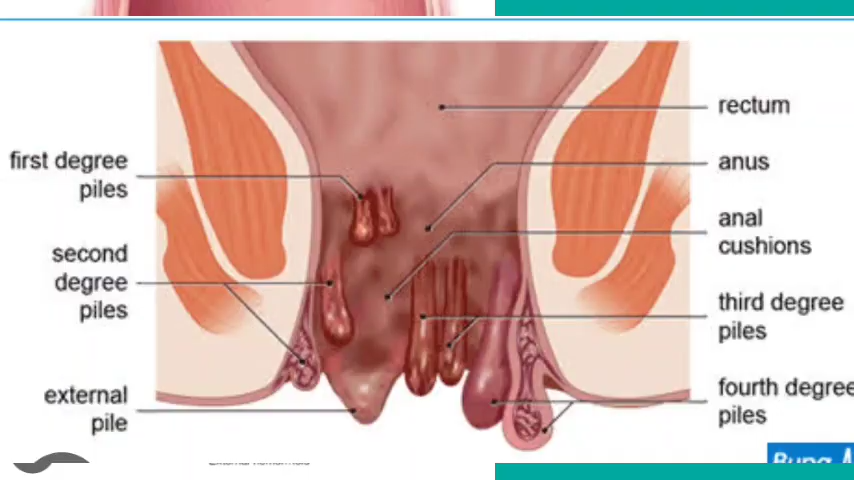 rectum
first degree
piles
anus
anal
cushions
second
degree
piles
third degree
piles
external
pile
fourth degree
piles